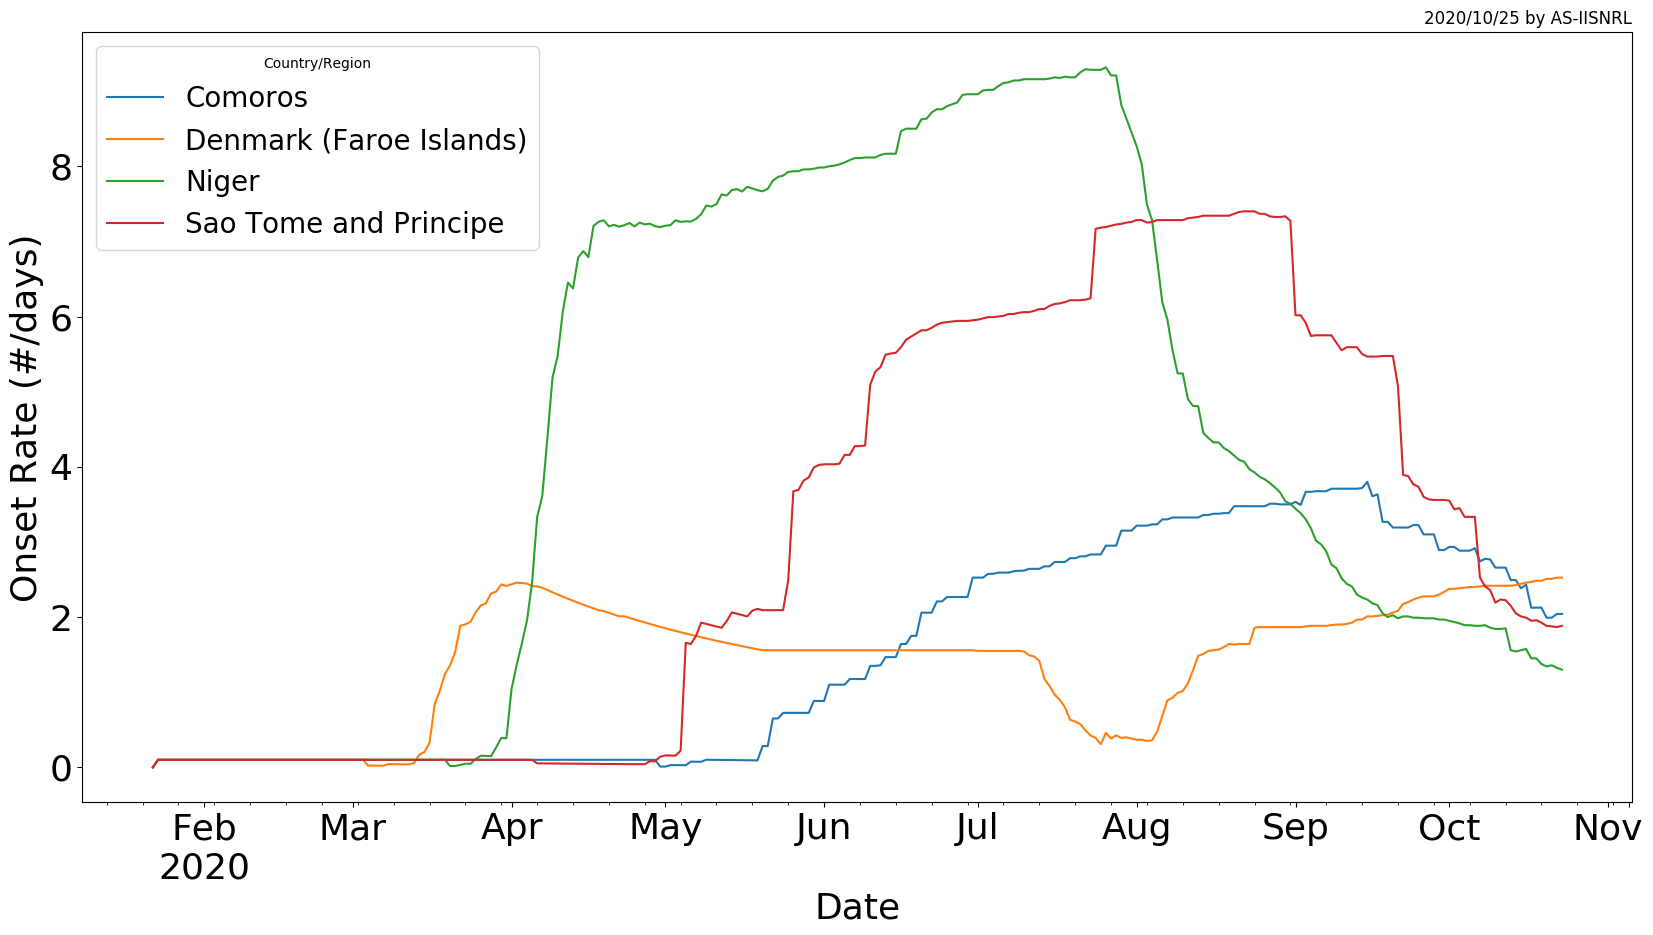 2020/10/25 by AS-IISNRL
Country/Region
Comoros
Denmark (Faroe Islands)
Niger
Sao Tome and Principe
Onset Rate (#/days)
8
6
4
2
0
Feb Mar Apr May Jun Jul Aug Sep Oct Nov
2020
Date